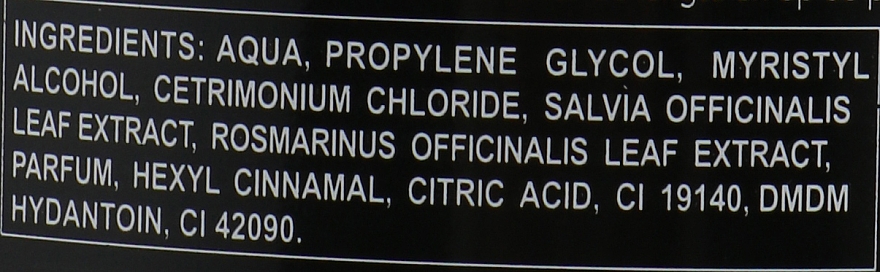 INGREDIENTS: AQUA, PROPYLENE GLYCOL, MYRISTYL
ALCOHOL, CETRIMONIUM CHLORIDE, SALVIA OFFICINALIS
LEAF EXTRACT, ROSMARINUS OFFICINALIS LEAF EXTRACT,
PARFUM, HEXYL CINNAMAL, CITRIC ACID, CI 19140, DMDM
HYDANTOIN, CI 42090.